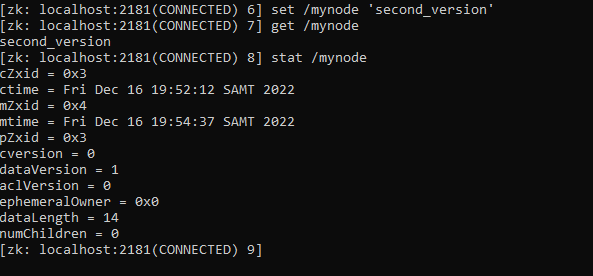 [zk: localhost:2181(CONNECTED) 6] set /mynode 'second_version'
[zk: localhost:2181(CONNECTED) 7] get /mynode
second_version
[zk: localhost:2181(CONNECTED) 8] stat /mynode
cZxid = 0x3
ctime = Fri Dec 16 19:52:12 SAMT 2022
mZxid = 0x4
mtime = Fri Dec 16 19:54:37 SAMT 2022
pZxid = 0x3
cversion = 0
dataVersion = 1
aclVersion = 0
ephemeralOwner = 0x0
dataLength = 14
numChildren = 0
[zk: localhost:2181(CONNECTED) 9]